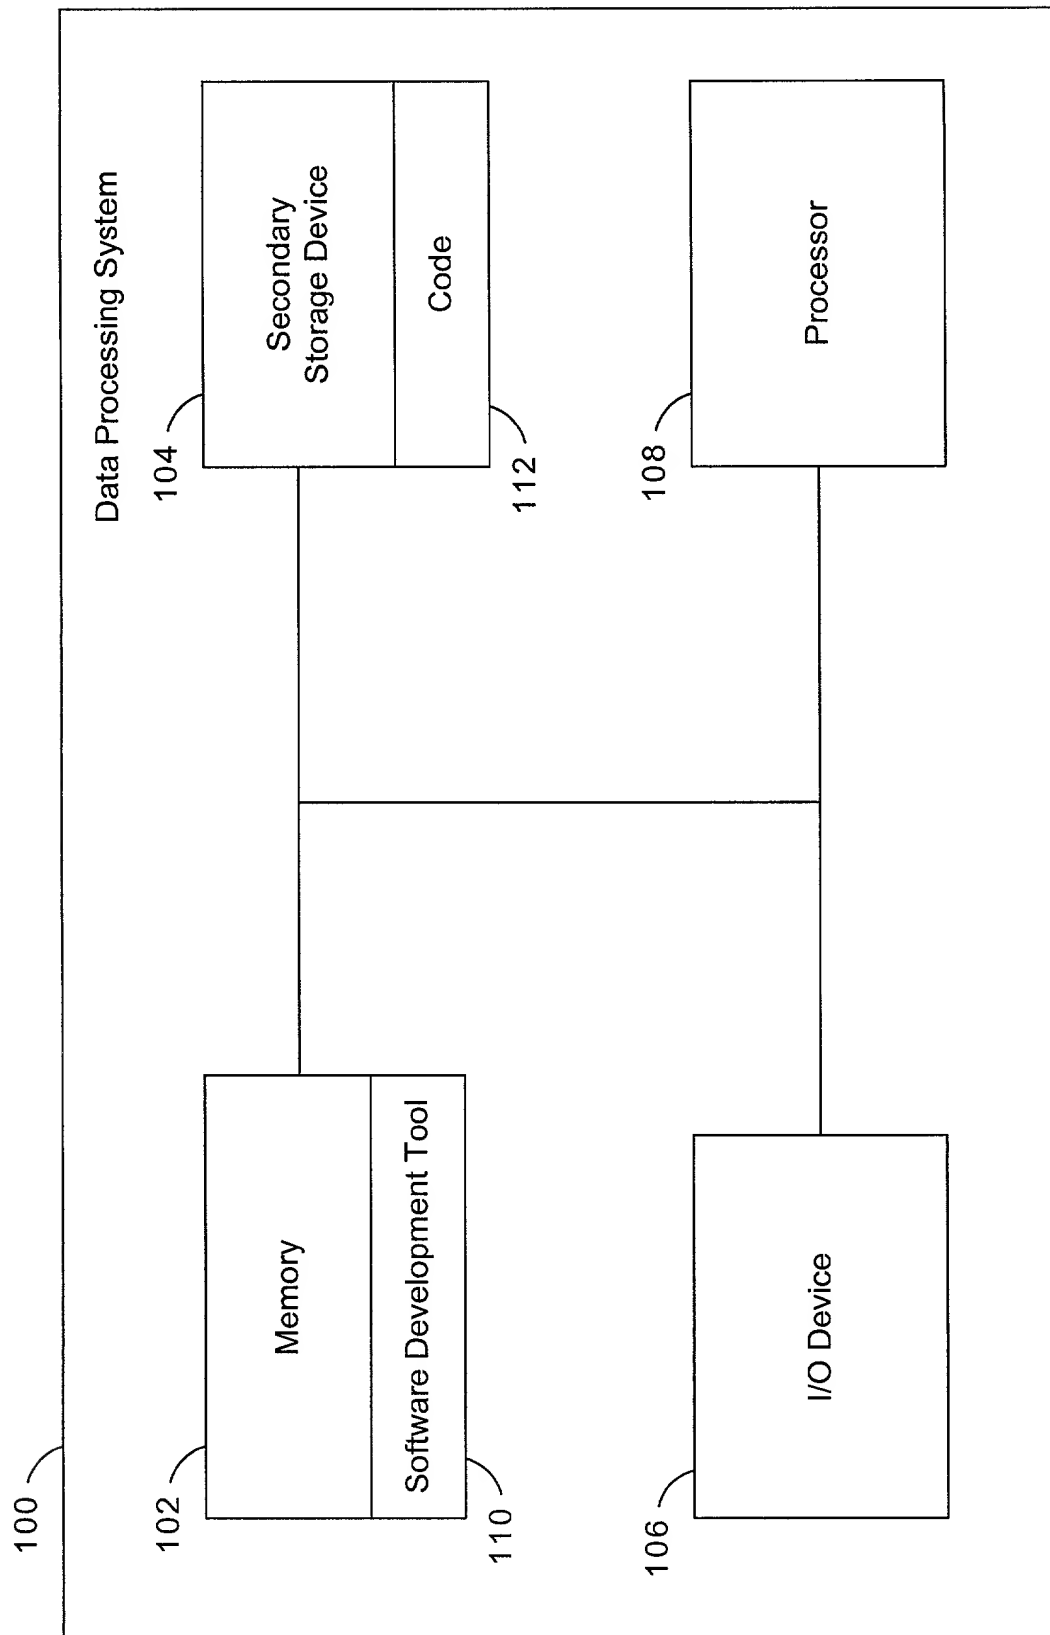 100
Data Processing System
102
104
Memory
Secondary
Storage Device
Software Development Tool
Code
110
112
106
108
I/O Device
Processor